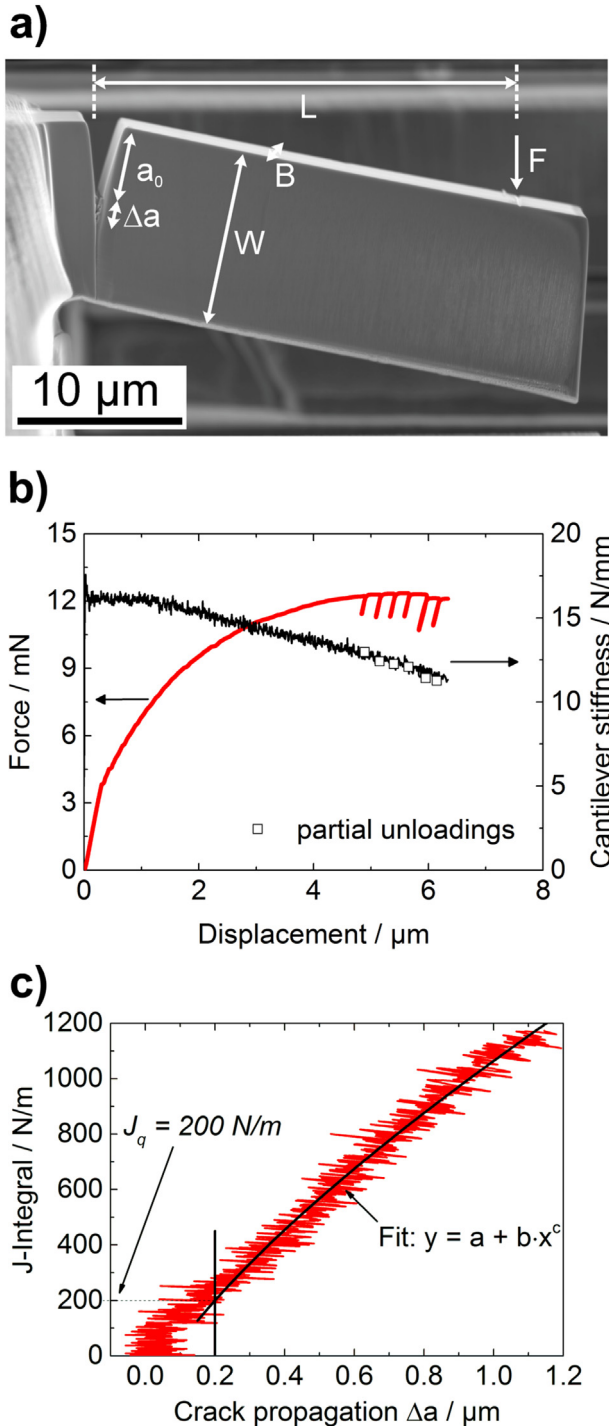 a)
L
F
a₀
B
Δa
W
10 µm
b)
15
20
12
15
9
10
6
5
3
0
0
partial unloadings
0
2
4
6
8
Force / mN
Cantilever stiffness / N/mm
Displacement / µm
c)
1200
1000
J_q = 200 N/m
800
600
Fit: y = a + b·x^c
400
200
0
0.0
0.2
0.4
0.6
0.8
1.0
1.2
J-Integral / N/m
Crack propagation Δa / µm